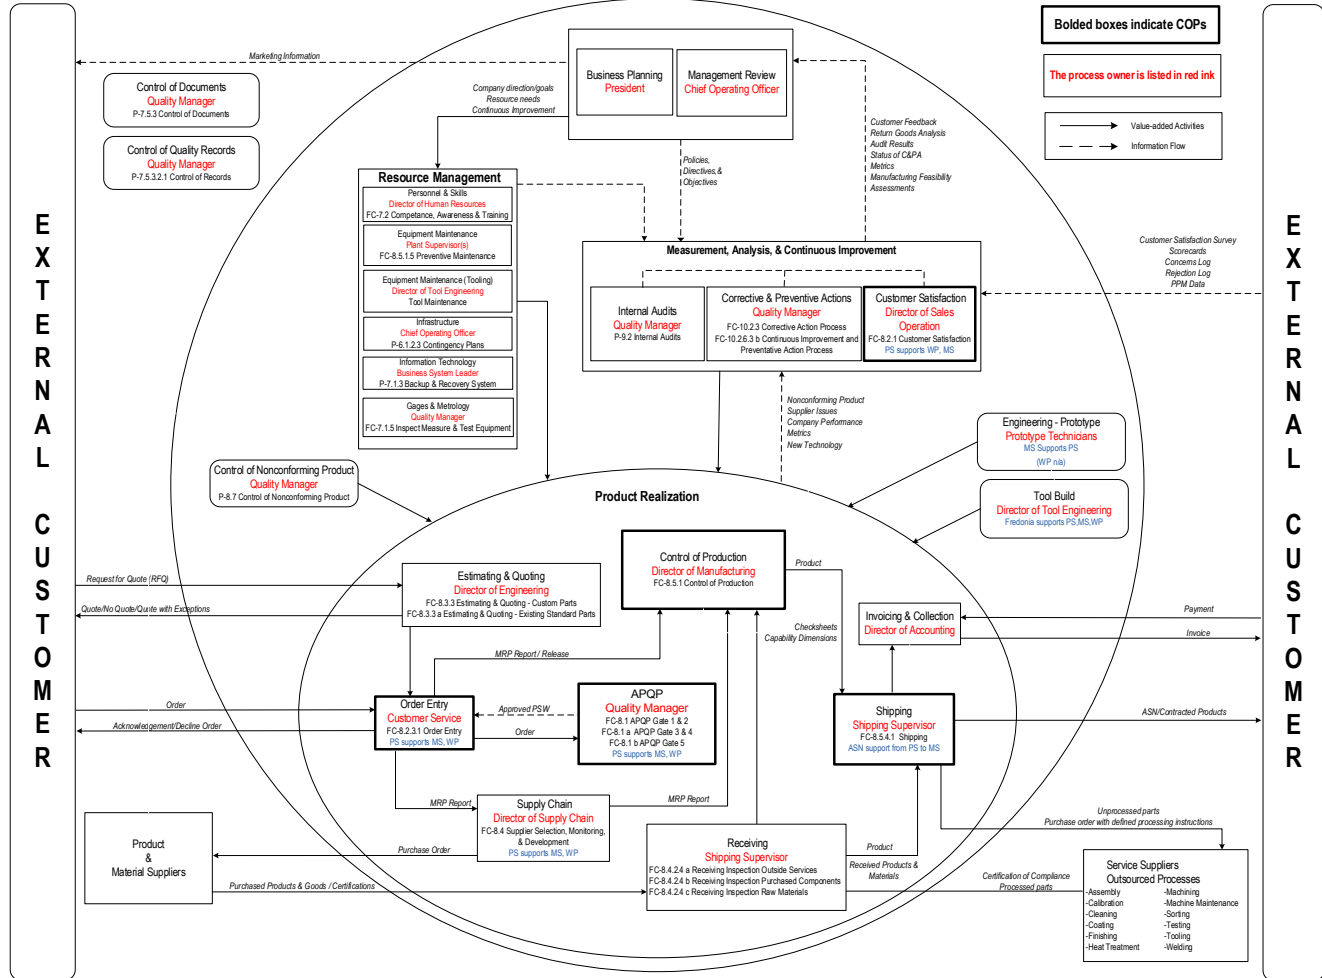 EXTERNAL CUSTOMER
Marketing Information
Control of Documents
Quality Manager
P-7.5.3 Control of Documents
Control of Quality Records
Quality Manager
P-7.5.3.2.1 Control of Records
Business Planning
President
Management Review
Chief Operating Officer
Bolded boxes indicate COPs
The process owner is listed in red ink
Value-added Activities
Information Flow
EXTERNAL CUSTOMER
Company direction/goals
Resource needs
Continuous Improvement
Policies,
Directives,&
Objectives
Customer Feedback
Return Goods Analysis
Audit Results
Status of C&PA
Metrics
Manufacturing Feasibility
Assessments
Resource Management
Personnel & Skills
Director of Human Resources
FC-7.2 Competence, Awareness & Training
Equipment Maintenance
Plant Supervisor(s)
FC-8.5.1.5 Preventive Maintenance
Equipment Maintenance (Tooling)
Director of Tool Engineering
Tool Maintenance
Infrastructure
Chief Operating Officer
P-6.1.2.3 Contingency Plans
Information Technology
Business System Leader
P-7.1.3 Backup & Recovery System
Gages & Metrology
Quality Manager
FC-7.1.5 Inspect Measure & Test Equipment
Measurement, Analysis, & Continuous Improvement
Internal Audits
Quality Manager
P-9.2 Internal Audits
Corrective & Preventive Actions
Quality Manager
FC-10.2.3 Corrective Action Process
FC-10.2.6.3 b Continuous Improvement and
Preventative Action Process
Customer Satisfaction
Director of Sales
Operation
FC-8.2.1 Customer Satisfaction
PS supports WP, MS
Customer Satisfaction Survey
Scorecards
Concerns Log
Rejection Log
PPM Data
Nonconforming Product
Supplier Issues
Company Performance
Metrics
New Technology
Engineering - Prototype
Prototype Technicians
MS Supports PS
(WP n/a)
Tool Build
Director of Tool Engineering
Fredonia supports PS,MS,WP
Control of Nonconforming Product
Quality Manager
P-8.7 Control of Nonconforming Product
Product Realization
Request for Quote (RFQ)
Quote/No Quote/Quote with Exceptions
Estimating & Quoting
Director of Engineering
FC-8.3.3 Estimating & Quoting - Custom Parts
FC-8.3.3 a Estimating & Quoting - Existing Standard Parts
Control of Production
Director of Manufacturing
FC-8.5.1 Control of Production
Product
Checksheets
Capability Dimensions
Invoicing & Collection
Director of Accounting
Payment
Invoice
MRP Report / Release
Order
Acknowledgement/Decline Order
Order Entry
Customer Service
FC-8.2.3.1 Order Entry
PS supports MS, WP
Approved PSW
Order
APQP
Quality Manager
FC-8.1 APQP Gate 1 & 2
FC-8.1 a APQP Gate 3 & 4
FC-8.1 b APQP Gate 5
PS supports MS, WP
Shipping
Shipping Supervisor
FC-8.5.4.1 Shipping
ASN support from PS to MS
ASN/Contracted Products
MRP Report
Supply Chain
Director of Supply Chain
FC-8.4 Supplier Selection, Monitoring,
& Development
PS supports MS, WP
MRP Report
Product
&
Material Suppliers
Purchase Order
Purchased Products & Goods / Certifications
Receiving
Shipping Supervisor
FC-8.4.2.4 a Receiving Inspection Outside Services
FC-8.4.2.4 b Receiving Inspection Purchased Components
FC-8.4.2.4 c Receiving Inspection Raw Materials
Product
Received Products &
Materials
Unprocessed parts
Purchase order with defined processing instructions
Certification of Compliance
Processed parts
Service Suppliers
Outsourced Processes
-Assembly
-Calibration
-Cleaning
-Coating
-Finishing
-Heat Treatment
-Machining
-Machine Maintenance
-Sorting
-Testing
-Tooling
-Welding